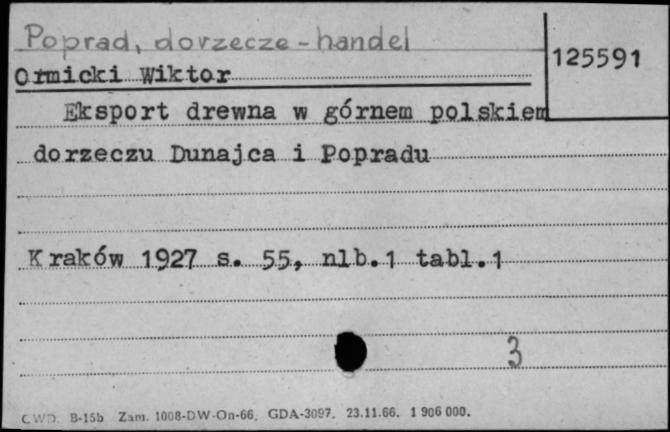 Poprad, dorzecze - handel
125591
Ormicki Wiktor
Eksport drewna w górnem polskiem
dorzeczu Dunajca i Popradu
Kraków 1927 s. 55, nlb.1 tabl.1
3
CWD. B-15b Zam. 1008-DW-On-66. GDA-3097. 23.11.66. 1 906 000.